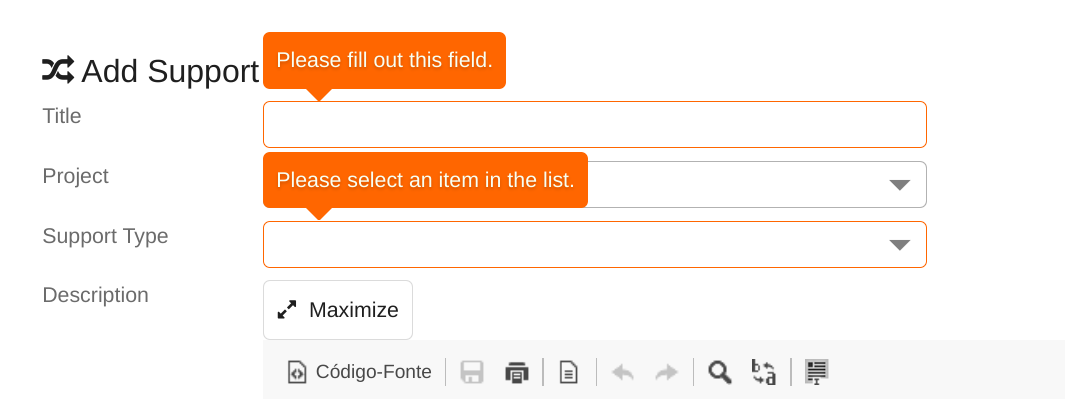 Add Support
Please fill out this field.
Title
Project
Please select an item in the list.
Support Type
Description
Maximize
Código-Fonte